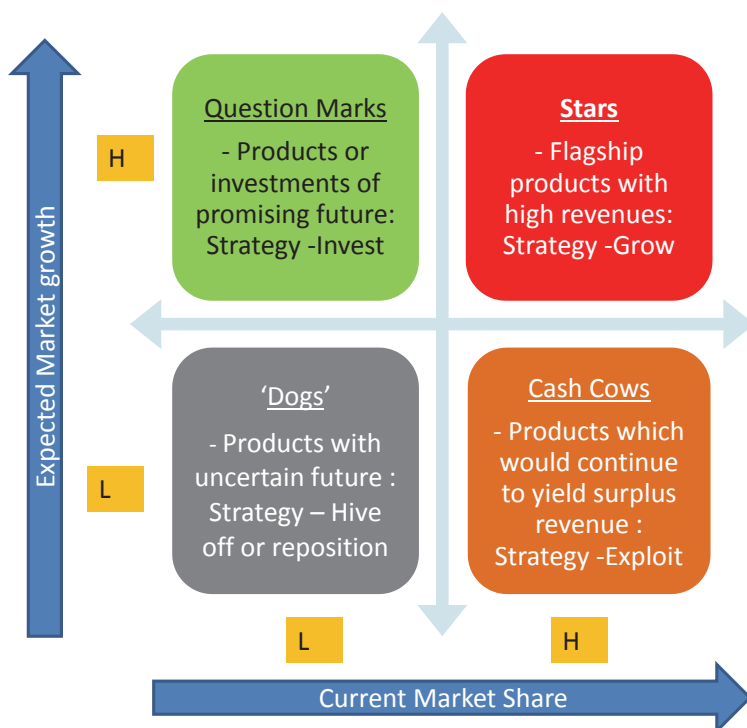 Expected Market growth
H
Question Marks
- Products or
investments of
promising future:
Strategy -Invest
Stars
- Flagship
products with
high revenues:
Strategy -Grow
L
‘Dogs’
- Products with
uncertain future :
Strategy – Hive
off or reposition
Cash Cows
- Products which
would continue
to yield surplus
revenue :
Strategy -Exploit
L
H
Current Market Share